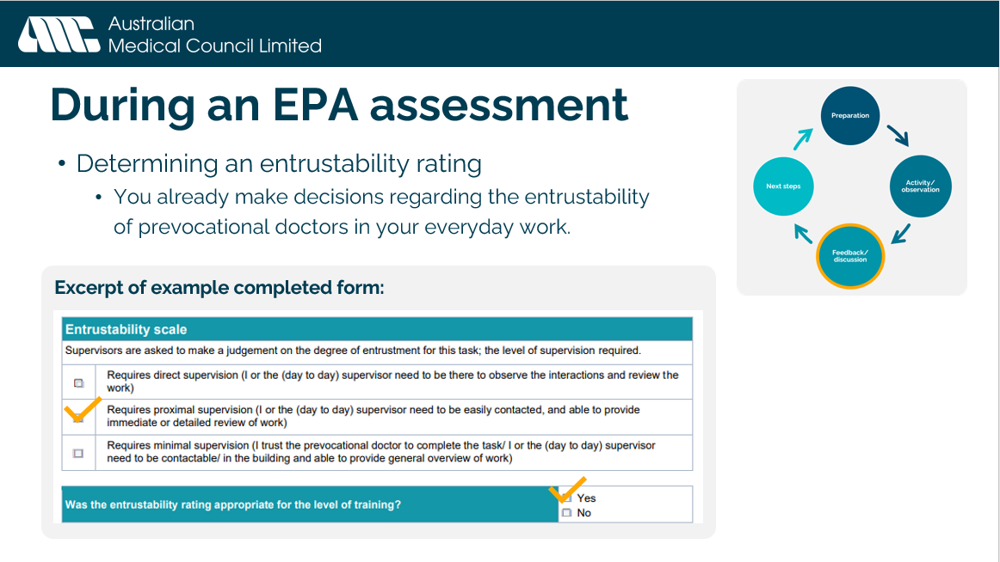 Australian
Medical Council Limited
During an EPA assessment
• Determining an entrustability rating
• You already make decisions regarding the entrustability
of prevocational doctors in your everyday work.
Preparation
Activity/
observation
Feedback/
discussion
Next steps
Excerpt of example completed form:
Entrustability scale
Supervisors are asked to make a judgement on the degree of entrustment for this task; the level of supervision required.
Requires direct supervision (I or the (day to day) supervisor need to be there to observe the interactions and review the
work)
Requires proximal supervision (I or the (day to day) supervisor need to be easily contacted, and able to provide
immediate or detailed review of work)
Requires minimal supervision (I trust the prevocational doctor to complete the task/ I or the (day to day) supervisor
need to be contactable/ in the building and able to provide general overview of work)
Was the entrustability rating appropriate for the level of training?
Yes
No